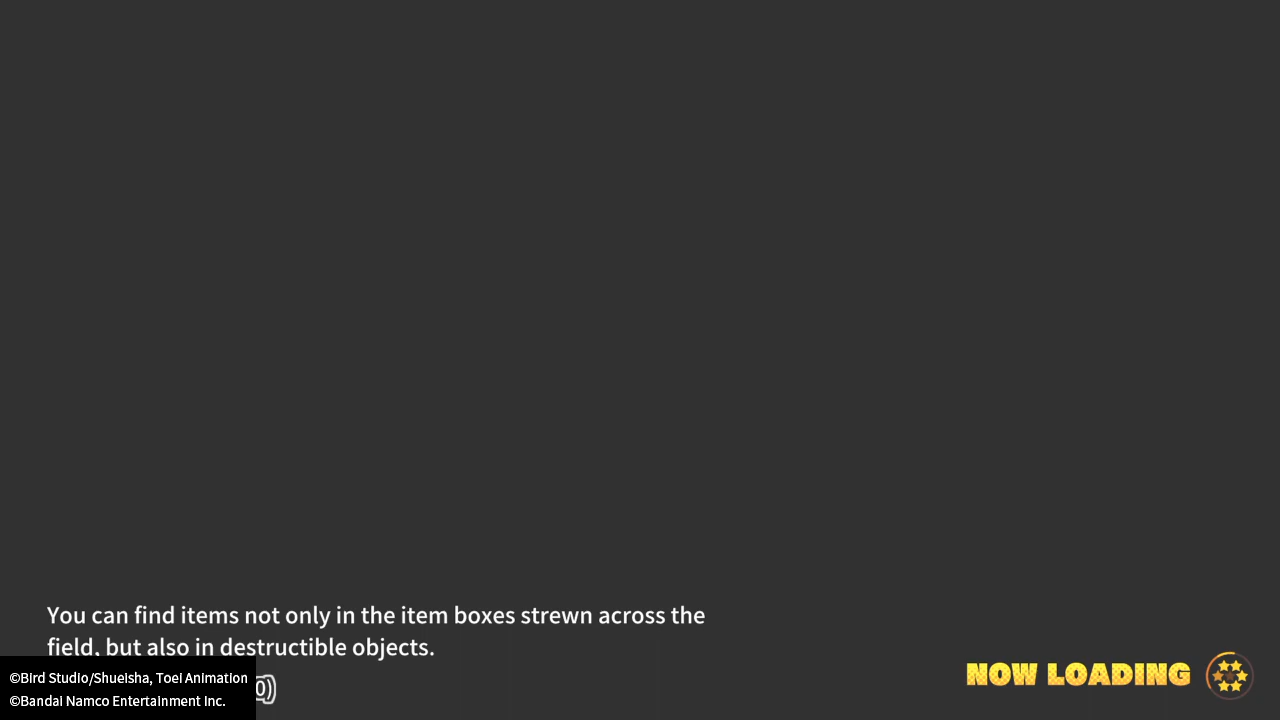 You can find items not only in the item boxes strewn across the
field, but also in destructible objects.
©Bird Studio/Shueisha, Toei Animation
©Bandai Namco Entertainment Inc.
NOW LOADING